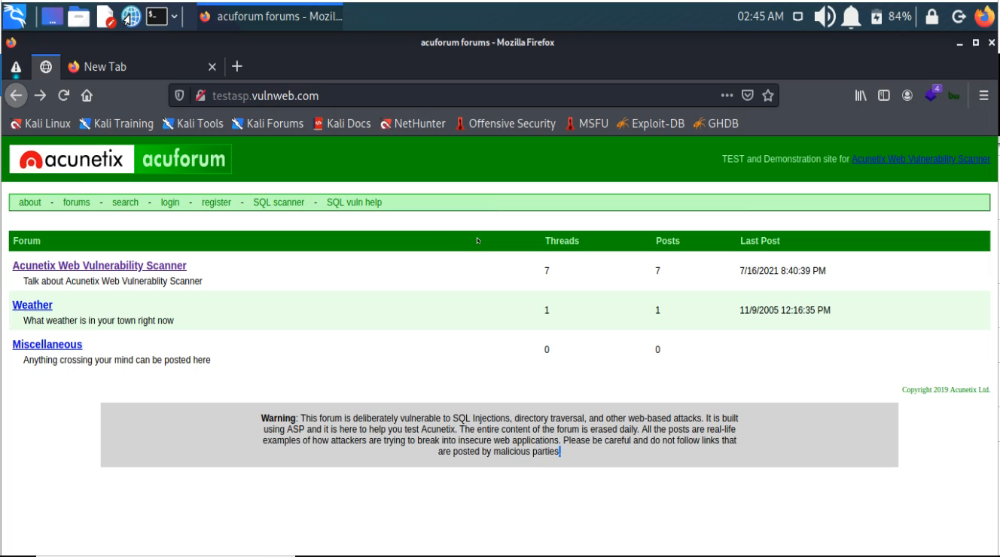 acuforum forums - Mozil...
02:45 AM
84%
acuforum forums - Mozilla Firefox
New Tab
testasp.vulnweb.com
4
Kali Linux Kali Training Kali Tools Kali Forums Kali Docs NetHunter Offensive Security MSFU Exploit-DB GHDB
acunetix acuforum
TEST and Demonstration site for Acunetix Web Vulnerability Scanner
about - forums - search - login - register - SQL scanner - SQL vuln help
Forum Threads Posts Last Post
Acunetix Web Vulnerability Scanner
Talk about Acunetix Web Vulnerablity Scanner
7 7 7/16/2021 8:40:39 PM
Weather
What weather is in your town right now
1 1 11/9/2005 12:16:35 PM
Miscellaneous
Anything crossing your mind can be posted here
0 0
Copyright 2019 Acunetix Ltd.
Warning: This forum is deliberately vulnerable to SQL Injections, directory traversal, and other web-based attacks. It is built
using ASP and it is here to help you test Acunetix. The entire content of the forum is erased daily. All the posts are real-life
examples of how attackers are trying to break into insecure web applications. Please be careful and do not follow links that
are posted by malicious parties.